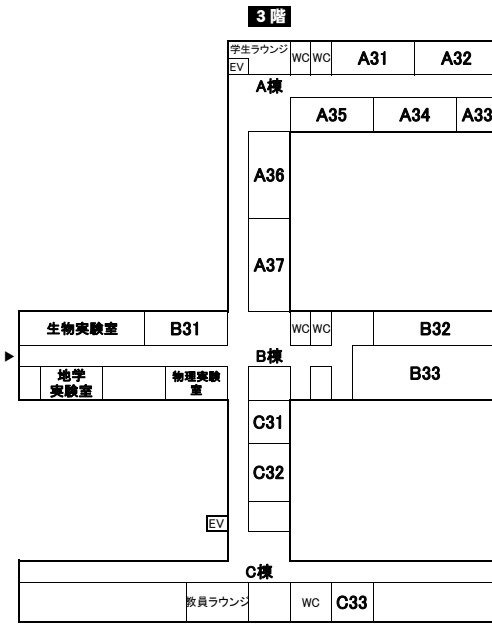 3階
学生ラウンジ
WC WC
A31
A32
EV
A棟
A35
A34
A33
A36
A37
生物実験室
B31
WC WC
B32
B棟
地学
実験室
物理実験
室
B33
C31
C32
EV
C棟
教員ラウンジ
WC
C33